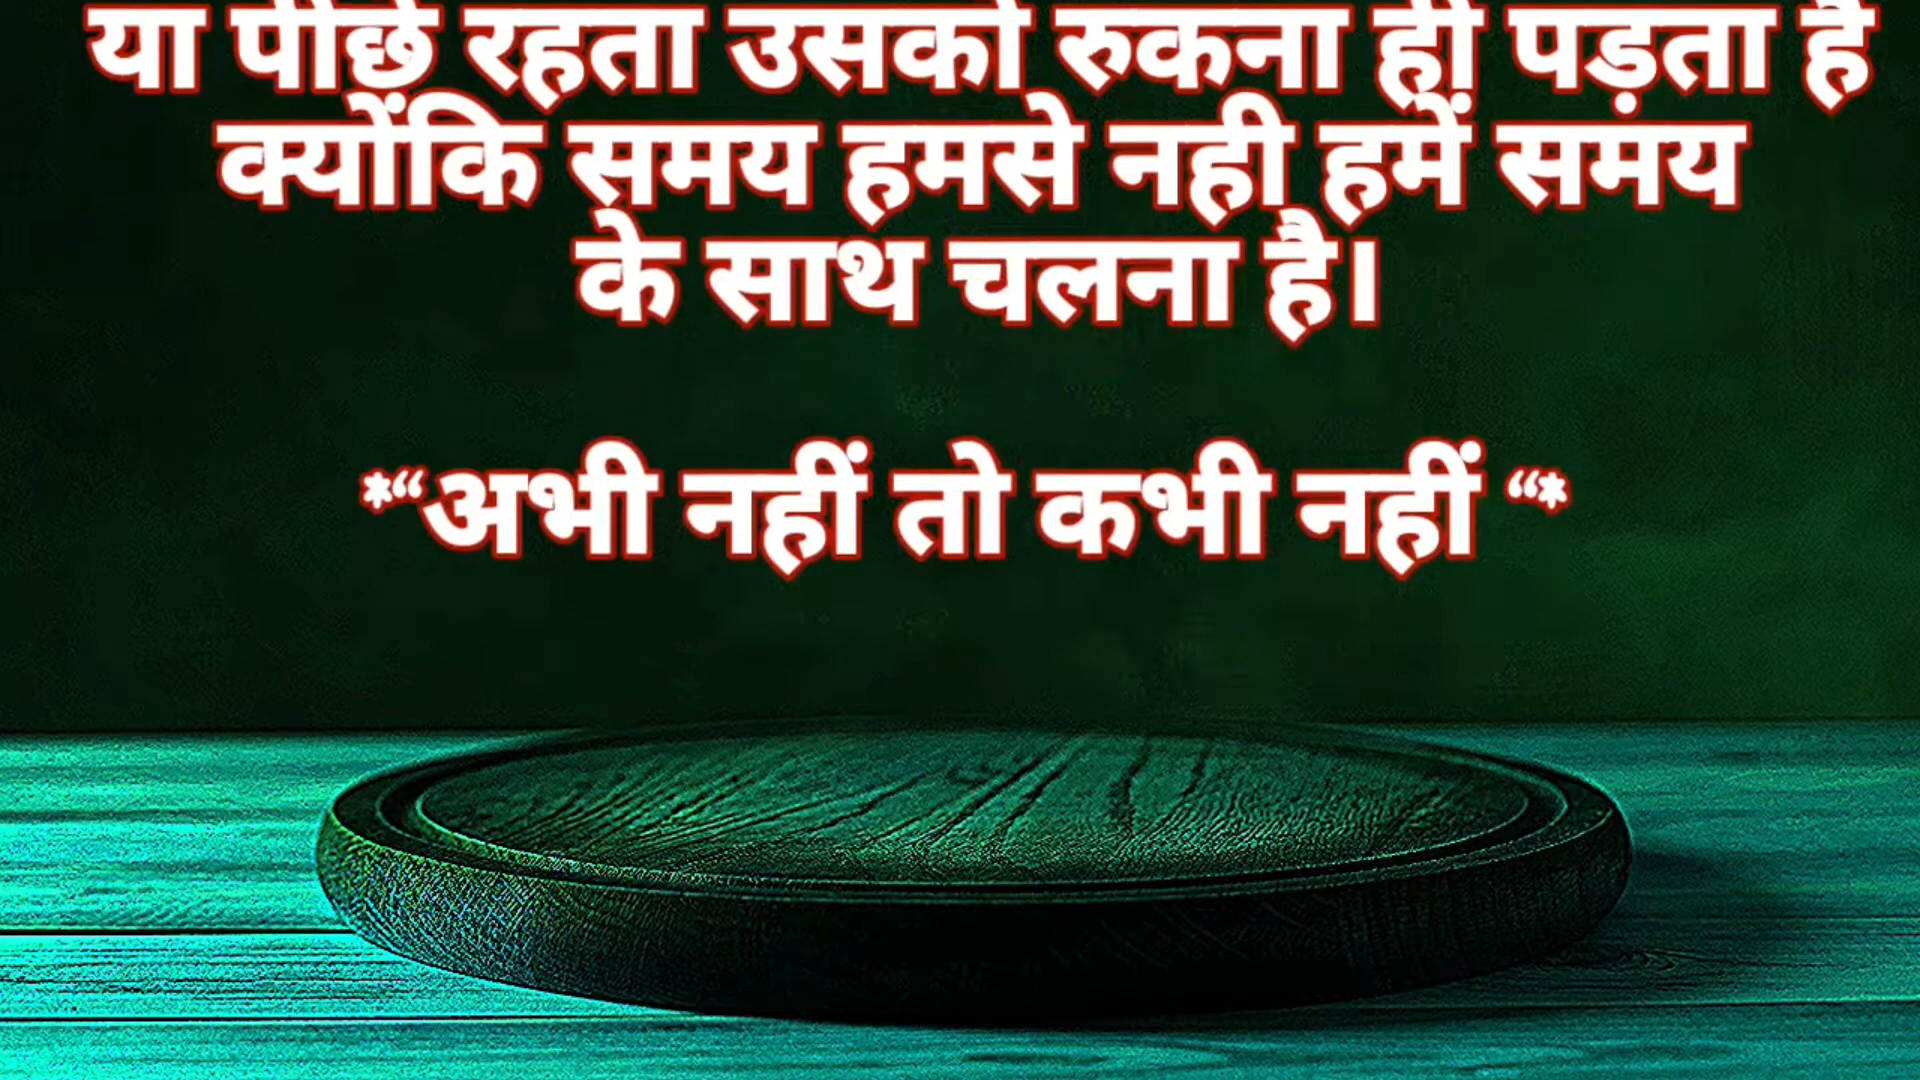 या पीछे रहता उसको रुकना ही पड़ता है
क्योंकि समय हमसे नही हमें समय
के साथ चलना है।
*“अभी नहीं तो कभी नहीं “*